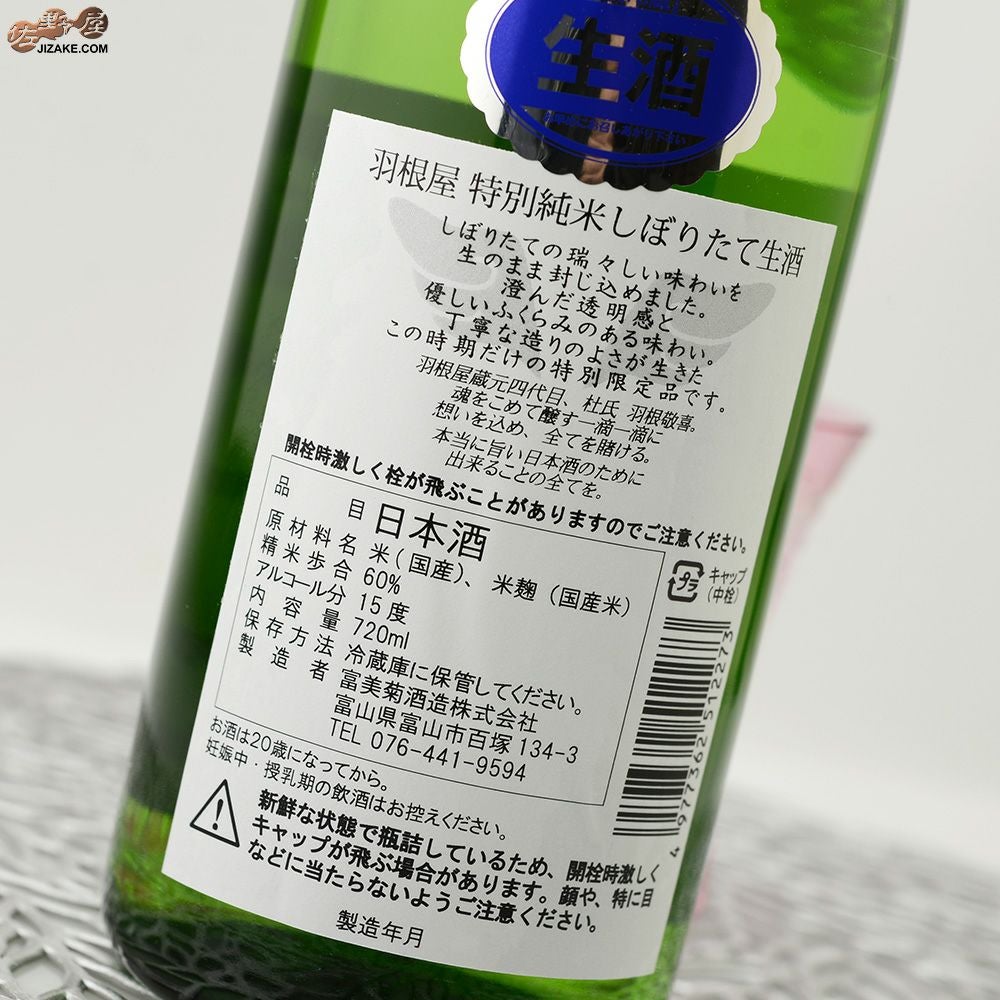 佐野屋
JIZAKE.COM
生酒
羽根屋 特別純米しぼりたて生酒
しぼりたての瑞々しい味わいを
生のまま封じ込めました。
澄んだ透明感と
優しいふくらみのある味わい。
丁寧な造りのよさが生きた
この時期だけの特別限定品です。
羽根屋蔵元四代目、杜氏 羽根敬喜。
魂をこめて醸す一滴一滴に
想いを込め、全てを賭ける。
本当に旨い日本酒のために
出来ることの全てを。
開栓時激しく栓が飛ぶことがありますのでご注意ください。
品目 日本酒
原材料名 米(国産)、米麹(国産米)
精米歩合 60%
アルコール分 15度
内容量 720ml
保存方法 冷蔵庫に保管してください。
製造者 富美菊酒造株式会社
富山県富山市百塚134-3
TEL 076-441-9594
プラ
キャップ
(中栓)
4 977362 512273
お酒は20歳になってから。
妊娠中・授乳期の飲酒はお控えください。
新鮮な状態で瓶詰しているため、開栓時激しく
キャップが飛ぶ場合があります。顔や、特に目
などに当たらないようご注意ください。
製造年月